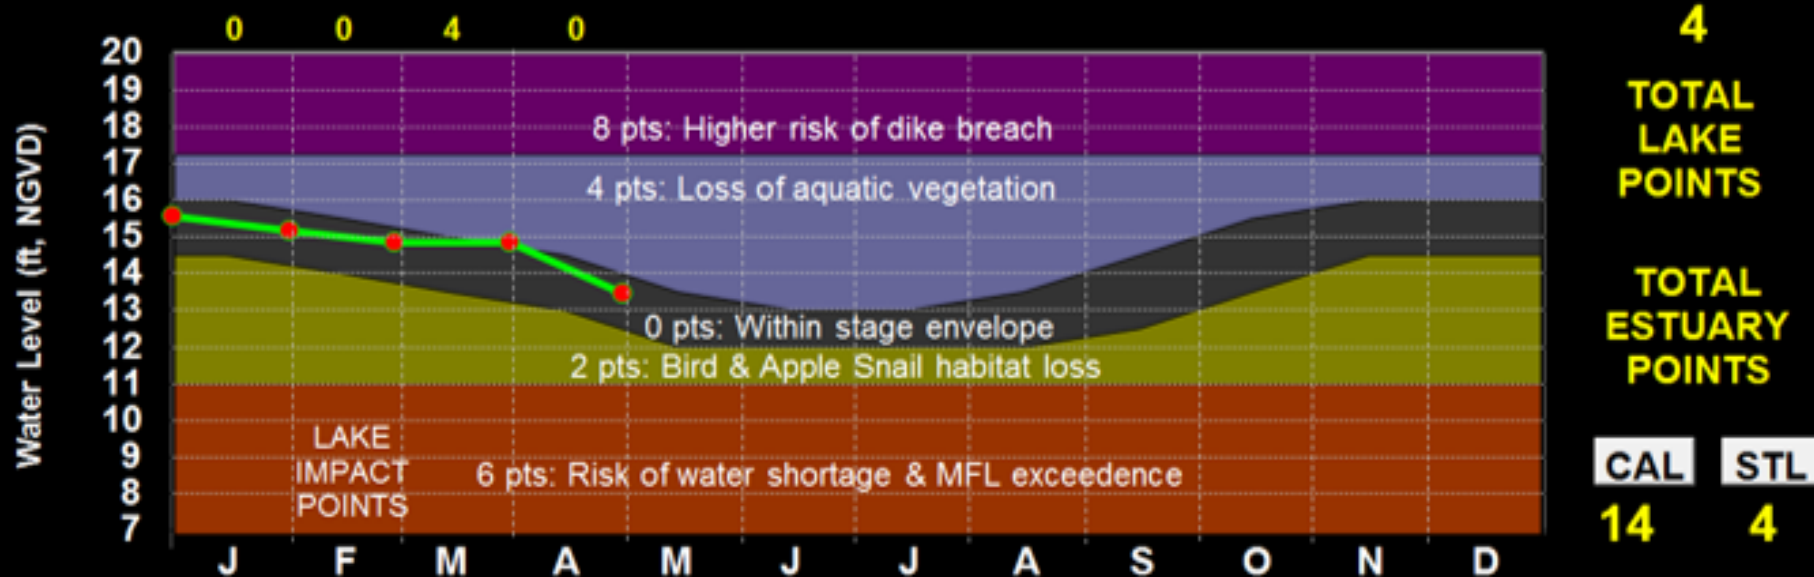 0 0 4 0
4
20
19
18
17
16
15
14
13
12
11
10
9
8
7
Water Level (ft, NGVD)
8 pts: Higher risk of dike breach
4 pts: Loss of aquatic vegetation
0 pts: Within stage envelope
2 pts: Bird & Apple Snail habitat loss
LAKE
IMPACT
POINTS
6 pts: Risk of water shortage & MFL exceedence
J F M A M J J A S O N D
TOTAL
LAKE
POINTS
TOTAL
ESTUARY
POINTS
CAL STL
14 4